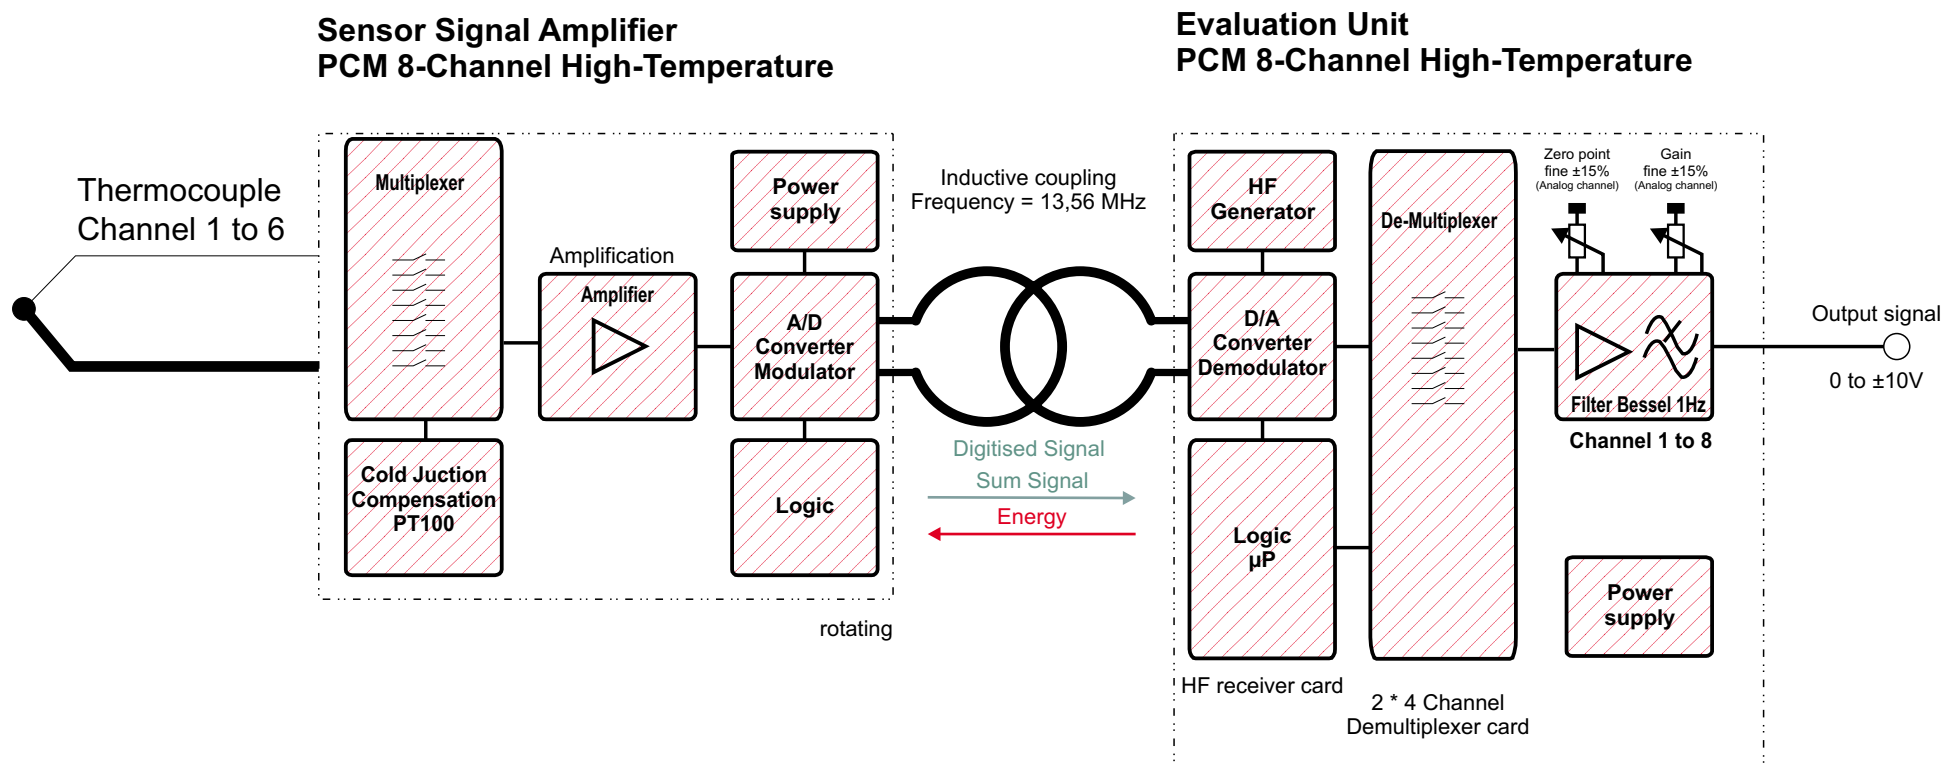 Sensor Signal Amplifier
PCM 8-Channel High-Temperature
Evaluation Unit
PCM 8-Channel High-Temperature
Thermocouple
Channel 1 to 6
Multiplexer
Cold Juction
Compensation
PT100
Amplification
Amplifier
Power
supply
A/D
Converter
Modulator
Logic
rotating
Inductive coupling
Frequency = 13,56 MHz
Digitised Signal
Sum Signal
Energy
HF
Generator
D/A
Converter
Demodulator
Logic
µP
HF receiver card
De-Multiplexer
2 * 4 Channel
Demultiplexer card
Zero point
fine ±15%
(Analog channel)
Gain
fine ±15%
(Analog channel)
Filter Bessel 1Hz
Channel 1 to 8
Power
supply
Output signal
0 to ±10V